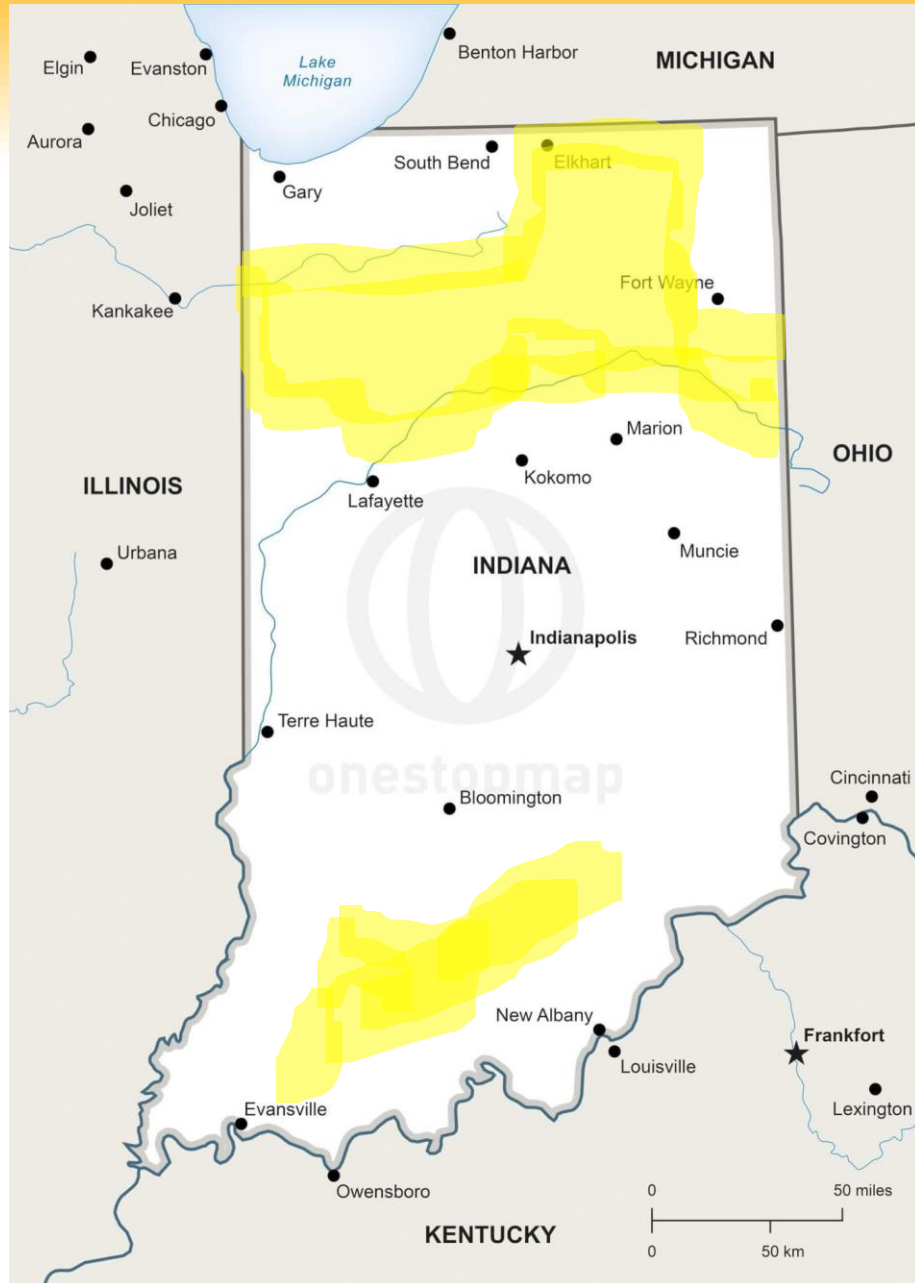 Benton Harbor
Elgin
Evanston
Lake
Michigan
MICHIGAN
Chicago
Aurora
South Bend
Elkhart
Gary
Joliet
Kankakee
Fort Wayne
Marion
OHIO
Kokomo
ILLINOIS
Lafayette
Urbana
Muncie
INDIANA
Indianapolis
Richmond
Terre Haute
onestopmap
Cincinnati
Bloomington
Covington
New Albany
Frankfort
Louisville
Evansville
Lexington
Owensboro
0 50 miles
KENTUCKY
0 50 km